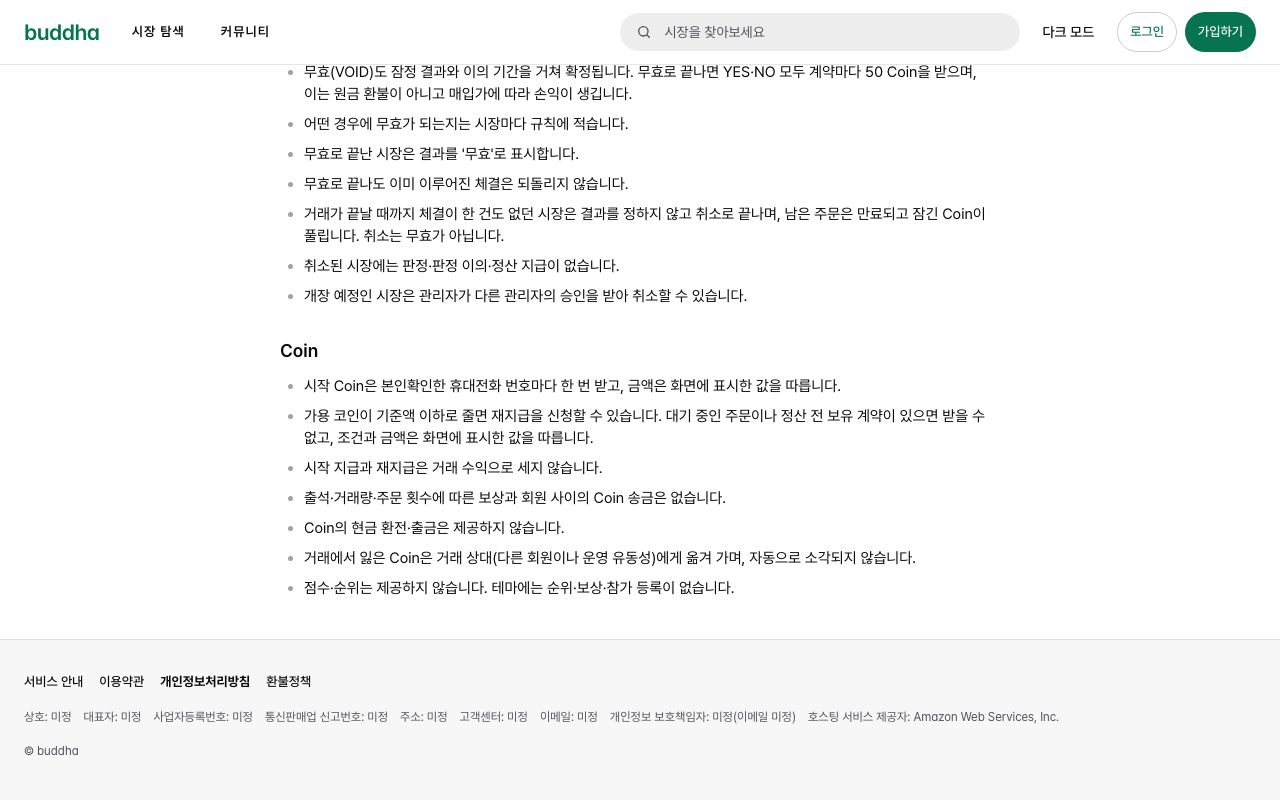 buddha 시장 탐색 커뮤니티 시장을 찾아보세요 다크 모드 로그인 가입하기
무효(VOID)도 잠정 결과와 이의 기간을 거쳐 확정됩니다. 무효로 끝나면 YES·NO 모두 계약마다 50 Coin을 받으며,
이는 원금 환불이 아니고 매입가에 따라 손익이 생깁니다.
어떤 경우에 무효가 되는지는 시장마다 규칙에 적습니다.
무효로 끝난 시장은 결과를 '무효'로 표시합니다.
무효로 끝나도 이미 이루어진 체결은 되돌리지 않습니다.
거래가 끝날 때까지 체결이 한 건도 없던 시장은 결과를 정하지 않고 취소로 끝나며, 남은 주문은 만료되고 잠긴 Coin이
풀립니다. 취소는 무효가 아닙니다.
취소된 시장에는 판정·판정 이의·정산 지급이 없습니다.
개장 예정인 시장은 관리자가 다른 관리자의 승인을 받아 취소할 수 있습니다.
Coin
시작 Coin은 본인확인한 휴대전화 번호마다 한 번 받고, 금액은 화면에 표시한 값을 따릅니다.
가용 코인이 기준액 이하로 줄면 재지급을 신청할 수 있습니다. 대기 중인 주문이나 정산 전 보유 계약이 있으면 받을 수
없고, 조건과 금액은 화면에 표시한 값을 따릅니다.
시작 지급과 재지급은 거래 수익으로 세지 않습니다.
출석·거래량·주문 횟수에 따른 보상과 회원 사이의 Coin 송금은 없습니다.
Coin의 현금 환전·출금은 제공하지 않습니다.
거래에서 잃은 Coin은 거래 상대(다른 회원이나 운영 유동성)에게 옮겨 가며, 자동으로 소각되지 않습니다.
점수·순위는 제공하지 않습니다. 테마에는 순위·보상·참가 등록이 없습니다.
서비스 안내 이용약관 개인정보처리방침 환불정책
상호: 미정 대표자: 미정 사업자등록번호: 미정 통신판매업 신고번호: 미정 주소: 미정 고객센터: 미정 이메일: 미정 개인정보 보호책임자: 미정(이메일 미정) 호스팅 서비스 제공자: Amazon Web Services, Inc.
© buddha